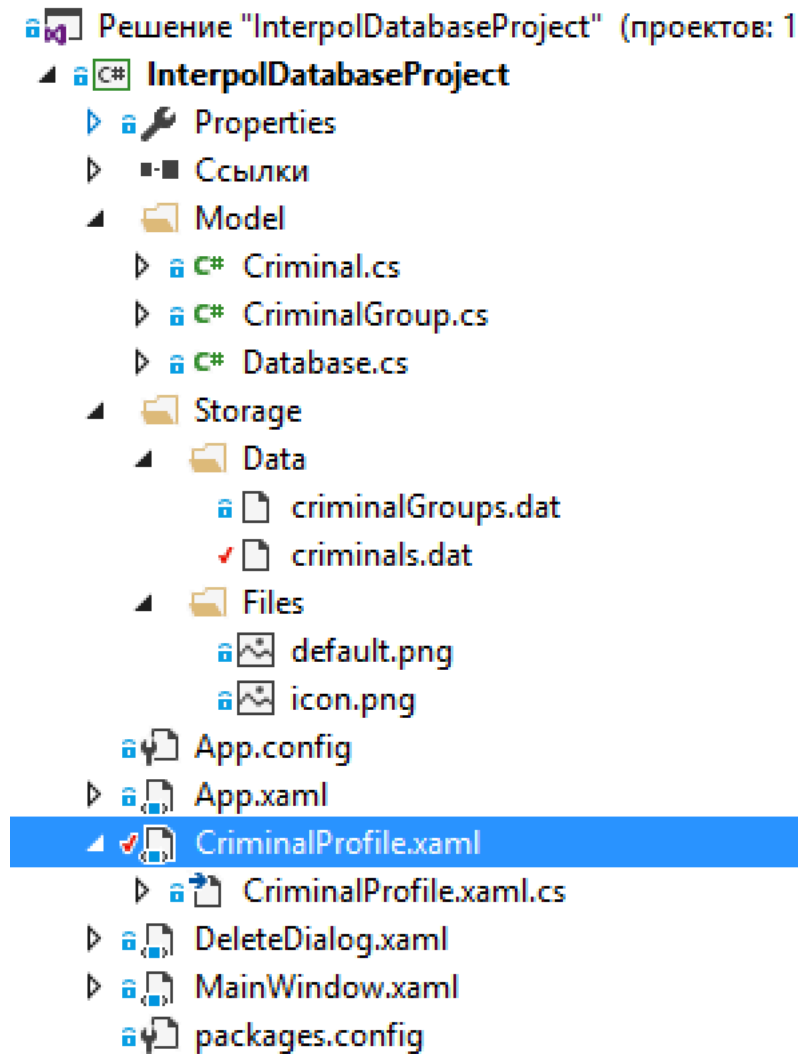 Решение "InterpolDatabaseProject" (проектов: 1
C# InterpolDatabaseProject
Properties
Ссылки
Model
C# Criminal.cs
C# CriminalGroup.cs
C# Database.cs
Storage
Data
criminalGroups.dat
criminals.dat
Files
default.png
icon.png
App.config
App.xaml
CriminalProfile.xaml
CriminalProfile.xaml.cs
DeleteDialog.xaml
MainWindow.xaml
packages.config